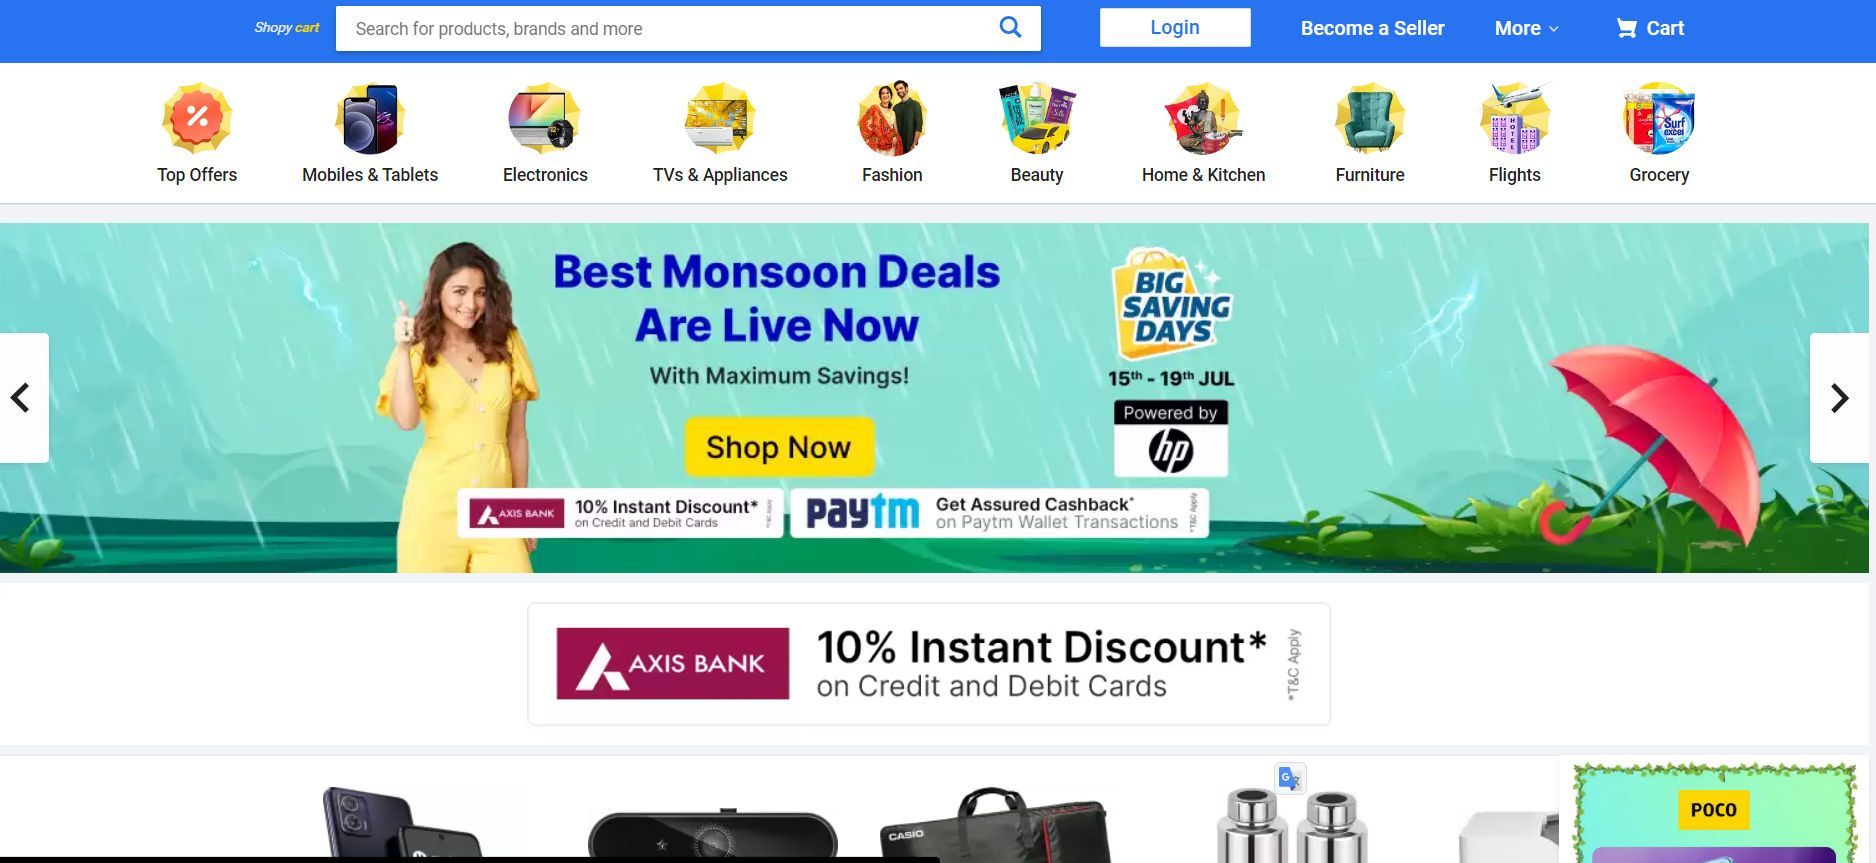 Shopy cart
Search for products, brands and more
Login
Become a Seller
More
Cart
Top Offers
Mobiles & Tablets
Electronics
TVs & Appliances
Fashion
Beauty
Home & Kitchen
Furniture
Flights
Grocery
HOTEL
Surf excel
Best Monsoon Deals
Are Live Now
With Maximum Savings!
Shop Now
BIG
SAVING
DAYS
15th - 19th JUL
Powered by
hp
AXIS BANK
10% Instant Discount*
on Credit and Debit Cards
*T&C Apply
paytm
Get Assured Cashback*
on Paytm Wallet Transactions
*T&C Apply
AXIS BANK
10% Instant Discount*
on Credit and Debit Cards
*T&C Apply
CASIO
G
POCO